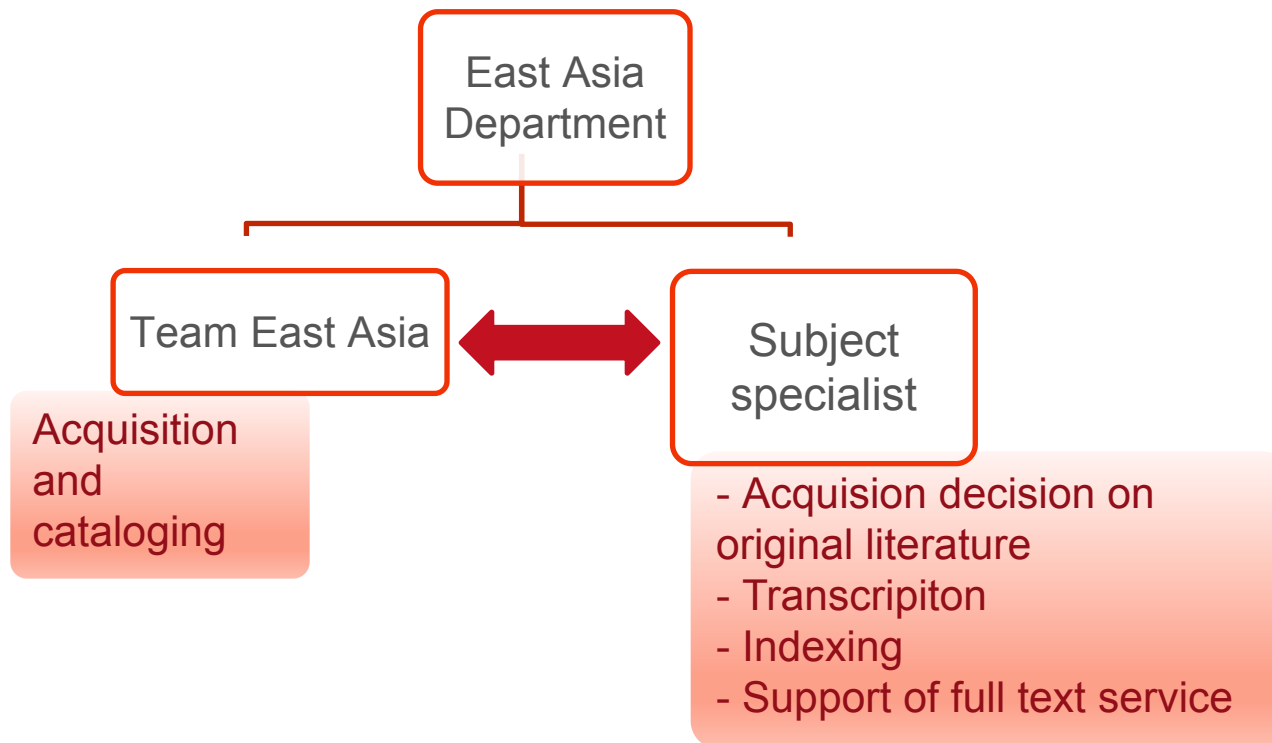 East Asia
Department
Team East Asia
Subject
specialist
Acquisition
and
cataloging
- Acquision decision on
original literature
- Transcripiton
- Indexing
- Support of full text service